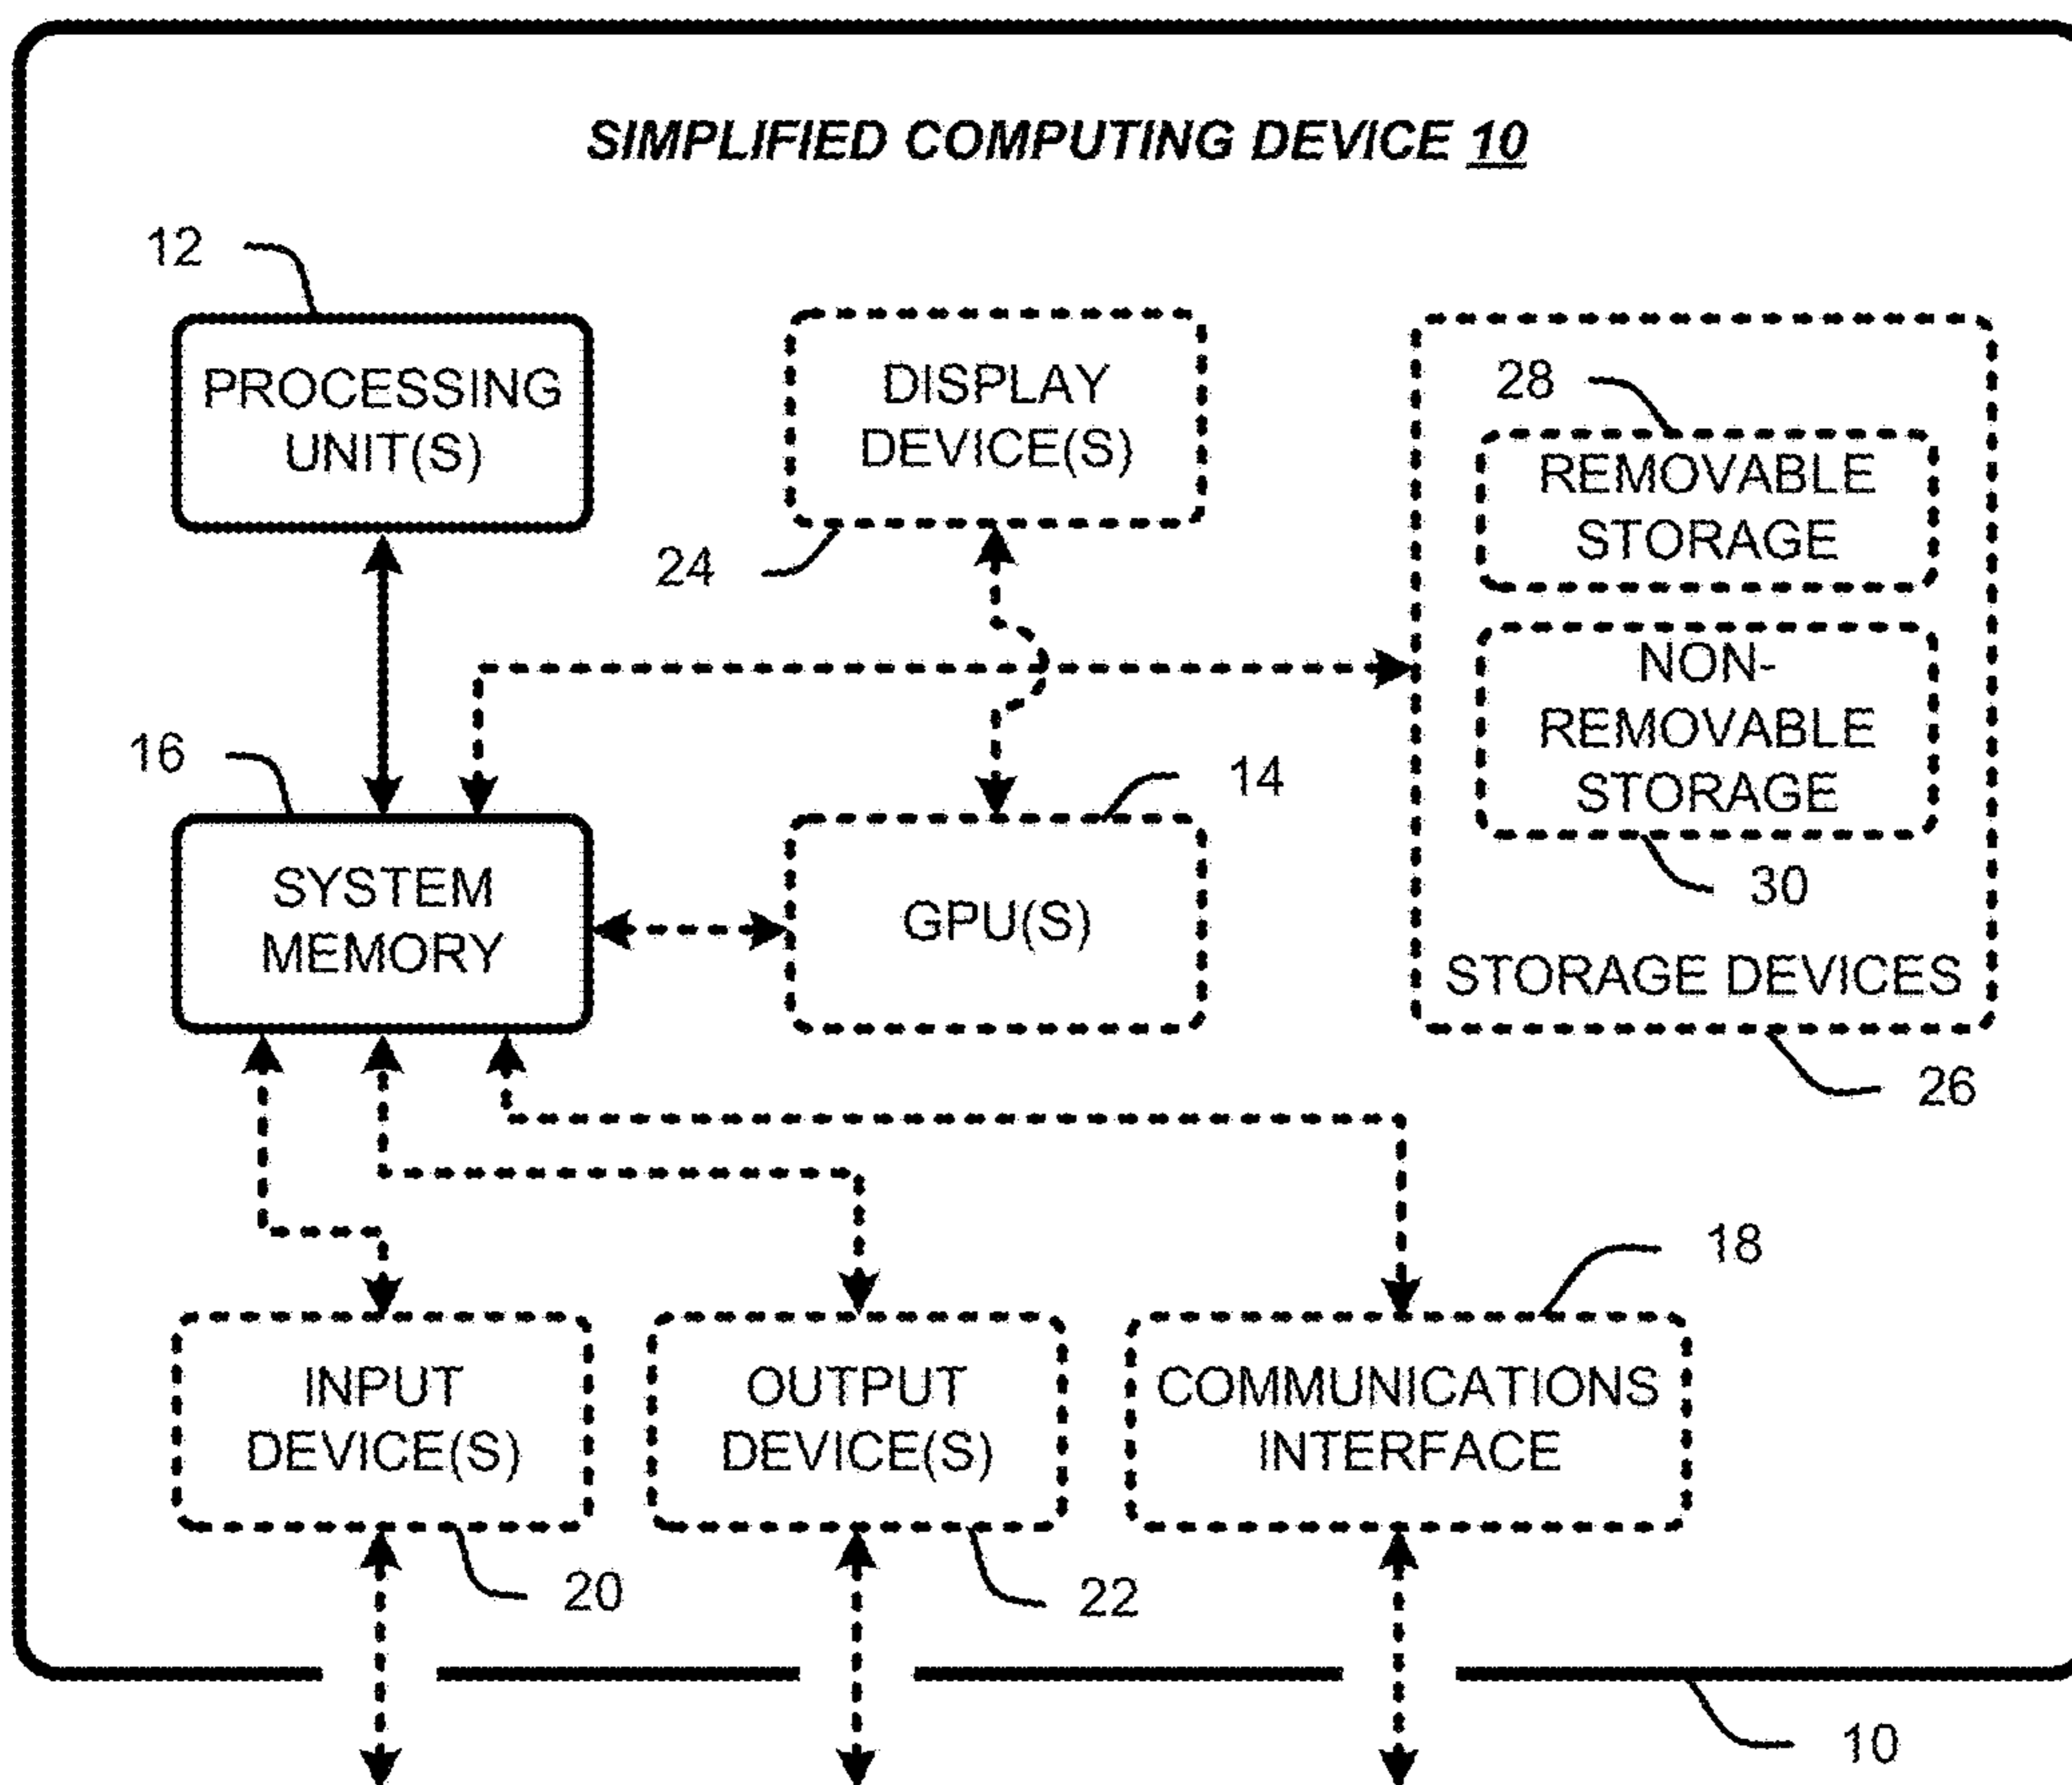 SIMPLIFIED COMPUTING DEVICE 10
12
PROCESSING
UNIT(S)
DISPLAY
DEVICE(S)
24
28
REMOVABLE
STORAGE
NON-
REMOVABLE
STORAGE
30
STORAGE DEVICES
26
16
SYSTEM
MEMORY
14
GPU(S)
18
INPUT
DEVICE(S)
20
OUTPUT
DEVICE(S)
22
COMMUNICATIONS
INTERFACE
10